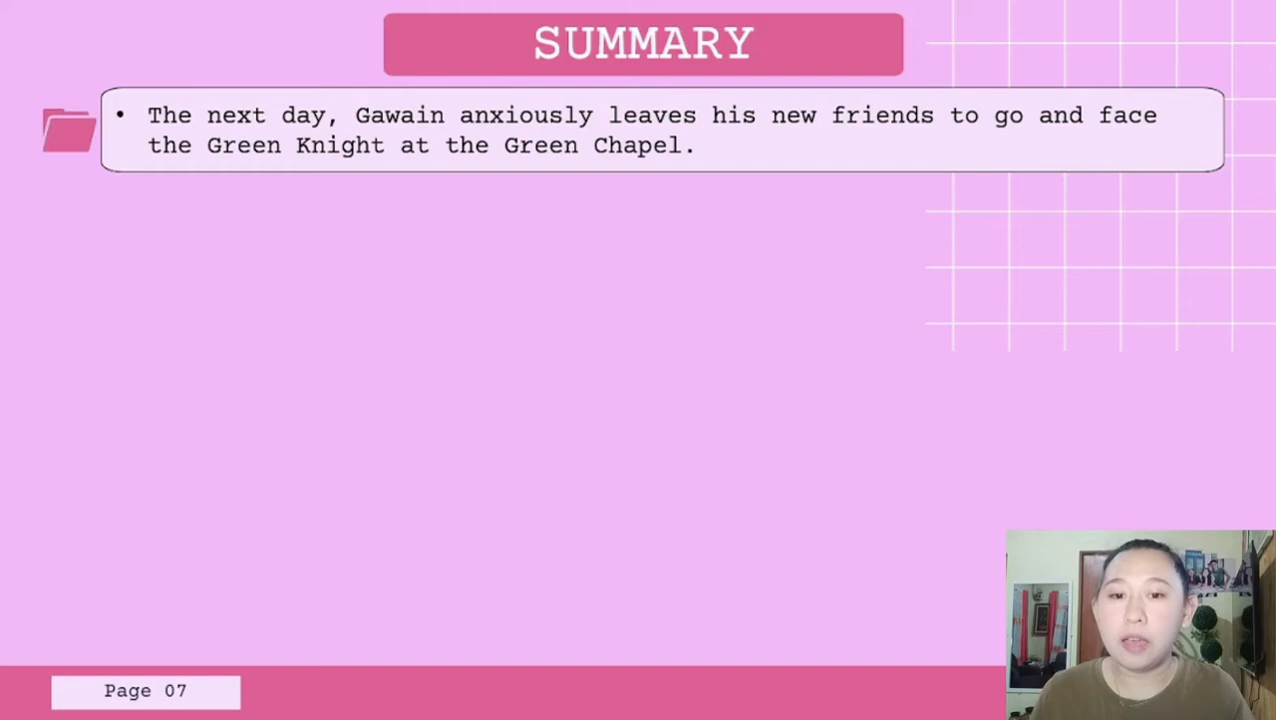 SUMMARY
• The next day, Gawain anxiously leaves his new friends to go and face
the Green Knight at the Green Chapel.
Page 07